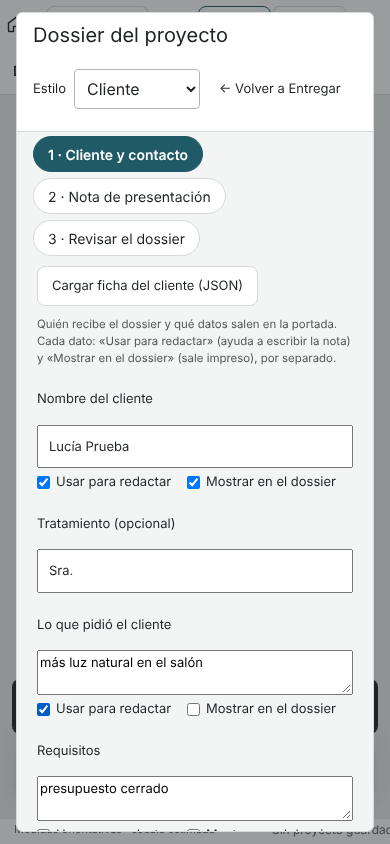 Dossier del proyecto
Estilo Cliente ← Volver a Entregar
1 · Cliente y contacto
2 · Nota de presentación
3 · Revisar el dossier
Cargar ficha del cliente (JSON)
Quién recibe el dossier y qué datos salen en la portada.
Cada dato: «Usar para redactar» (ayuda a escribir la nota)
y «Mostrar en el dossier» (sale impreso), por separado.
Nombre del cliente
Lucía Prueba
Usar para redactar Mostrar en el dossier
Tratamiento (opcional)
Sra.
Lo que pidió el cliente
más luz natural en el salón
Usar para redactar Mostrar en el dossier
Requisitos
presupuesto cerrado